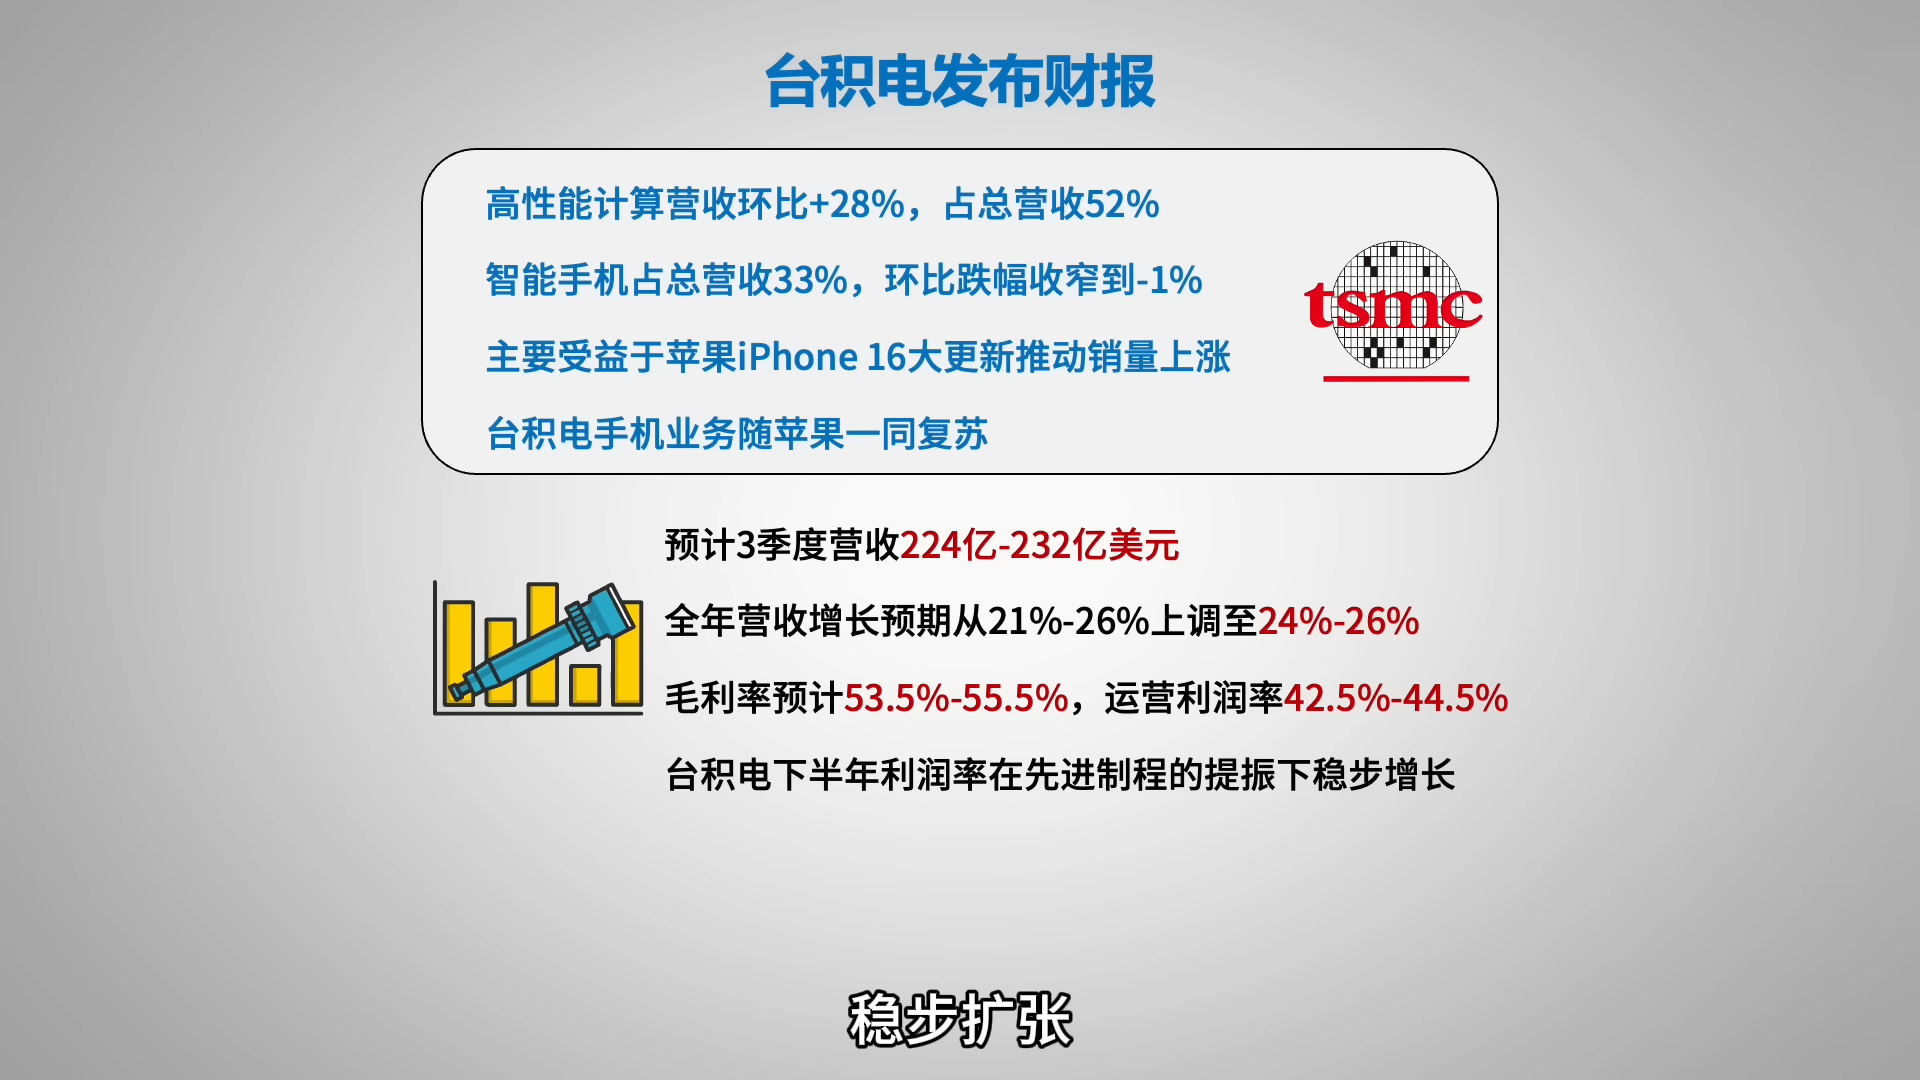 台积电发布财报
高性能计算营收环比+28%，占总营收52%
智能手机占总营收33%，环比跌幅收窄到-1%
tsmc
主要受益于苹果iPhone 16大更新推动销量上涨
台积电手机业务随苹果一同复苏
预计3季度营收224亿-232亿美元
全年营收增长预期从21%-26%上调至24%-26%
毛利率预计53.5%-55.5%，运营利润率42.5%-44.5%
台积电下半年利润率在先进制程的提振下稳步增长
稳步扩张